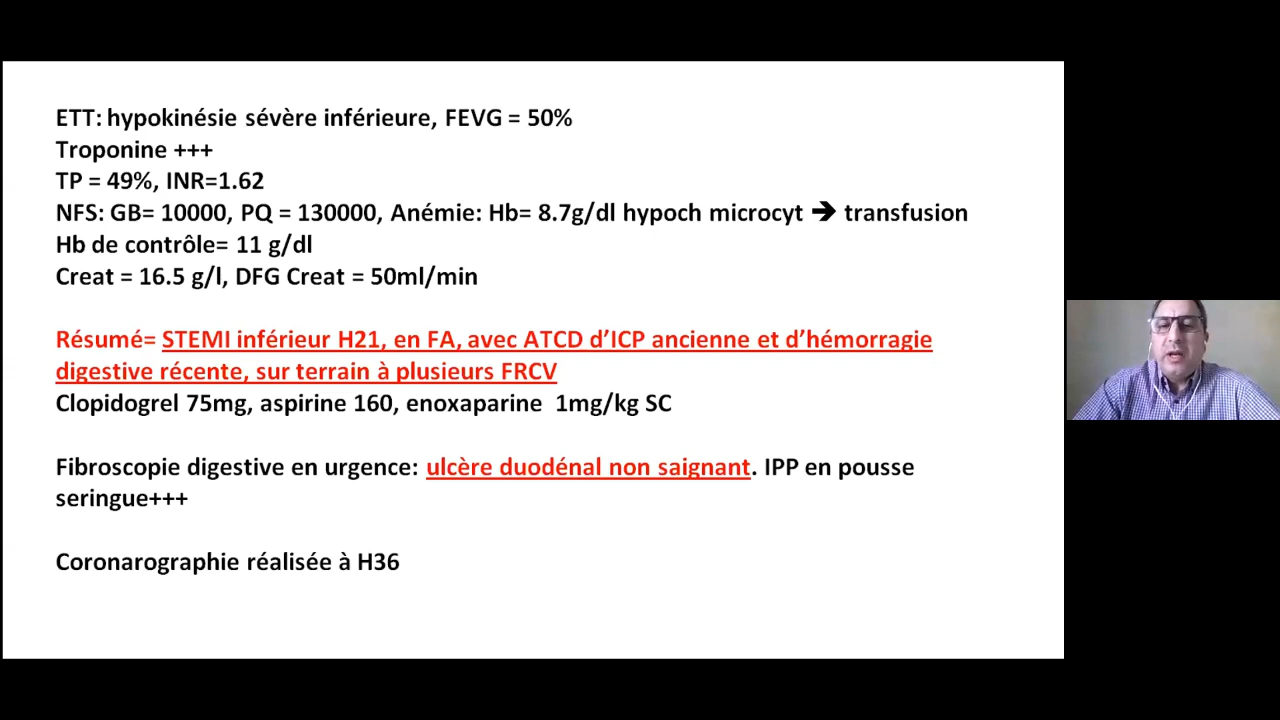 ETT: hypokinésie sévère inférieure, FEVG = 50%
Troponine +++
TP = 49%, INR=1.62
NFS: GB= 10000, PQ = 130000, Anémie: Hb= 8.7g/dl hypoch microcyt ➔ transfusion
Hb de contrôle= 11 g/dl
Creat = 16.5 g/l, DFG Creat = 50ml/min
Résumé= STEMI inférieur H21, en FA, avec ATCD d’ICP ancienne et d’hémorragie
digestive récente, sur terrain à plusieurs FRCV
Clopidogrel 75mg, aspirine 160, enoxaparine 1mg/kg SC
Fibroscopie digestive en urgence: ulcère duodénal non saignant. IPP en pousse
seringue+++
Coronarographie réalisée à H36